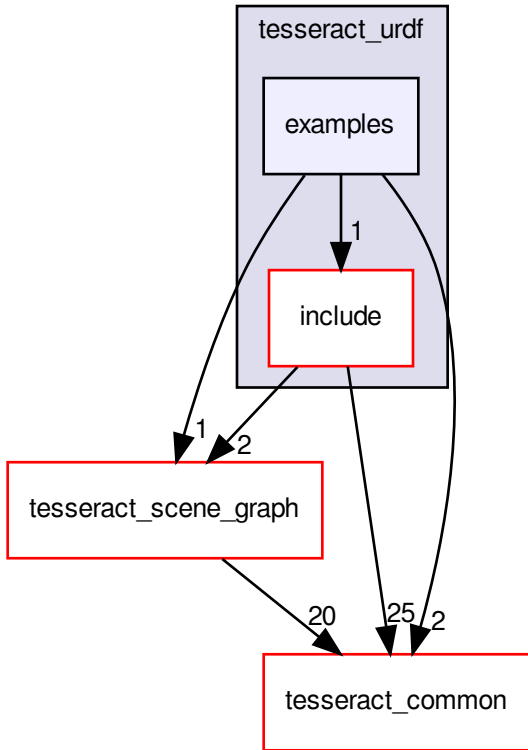 tesseract_urdf
examples
1
include
1
2
tesseract_scene_graph
20
25
2
tesseract_common